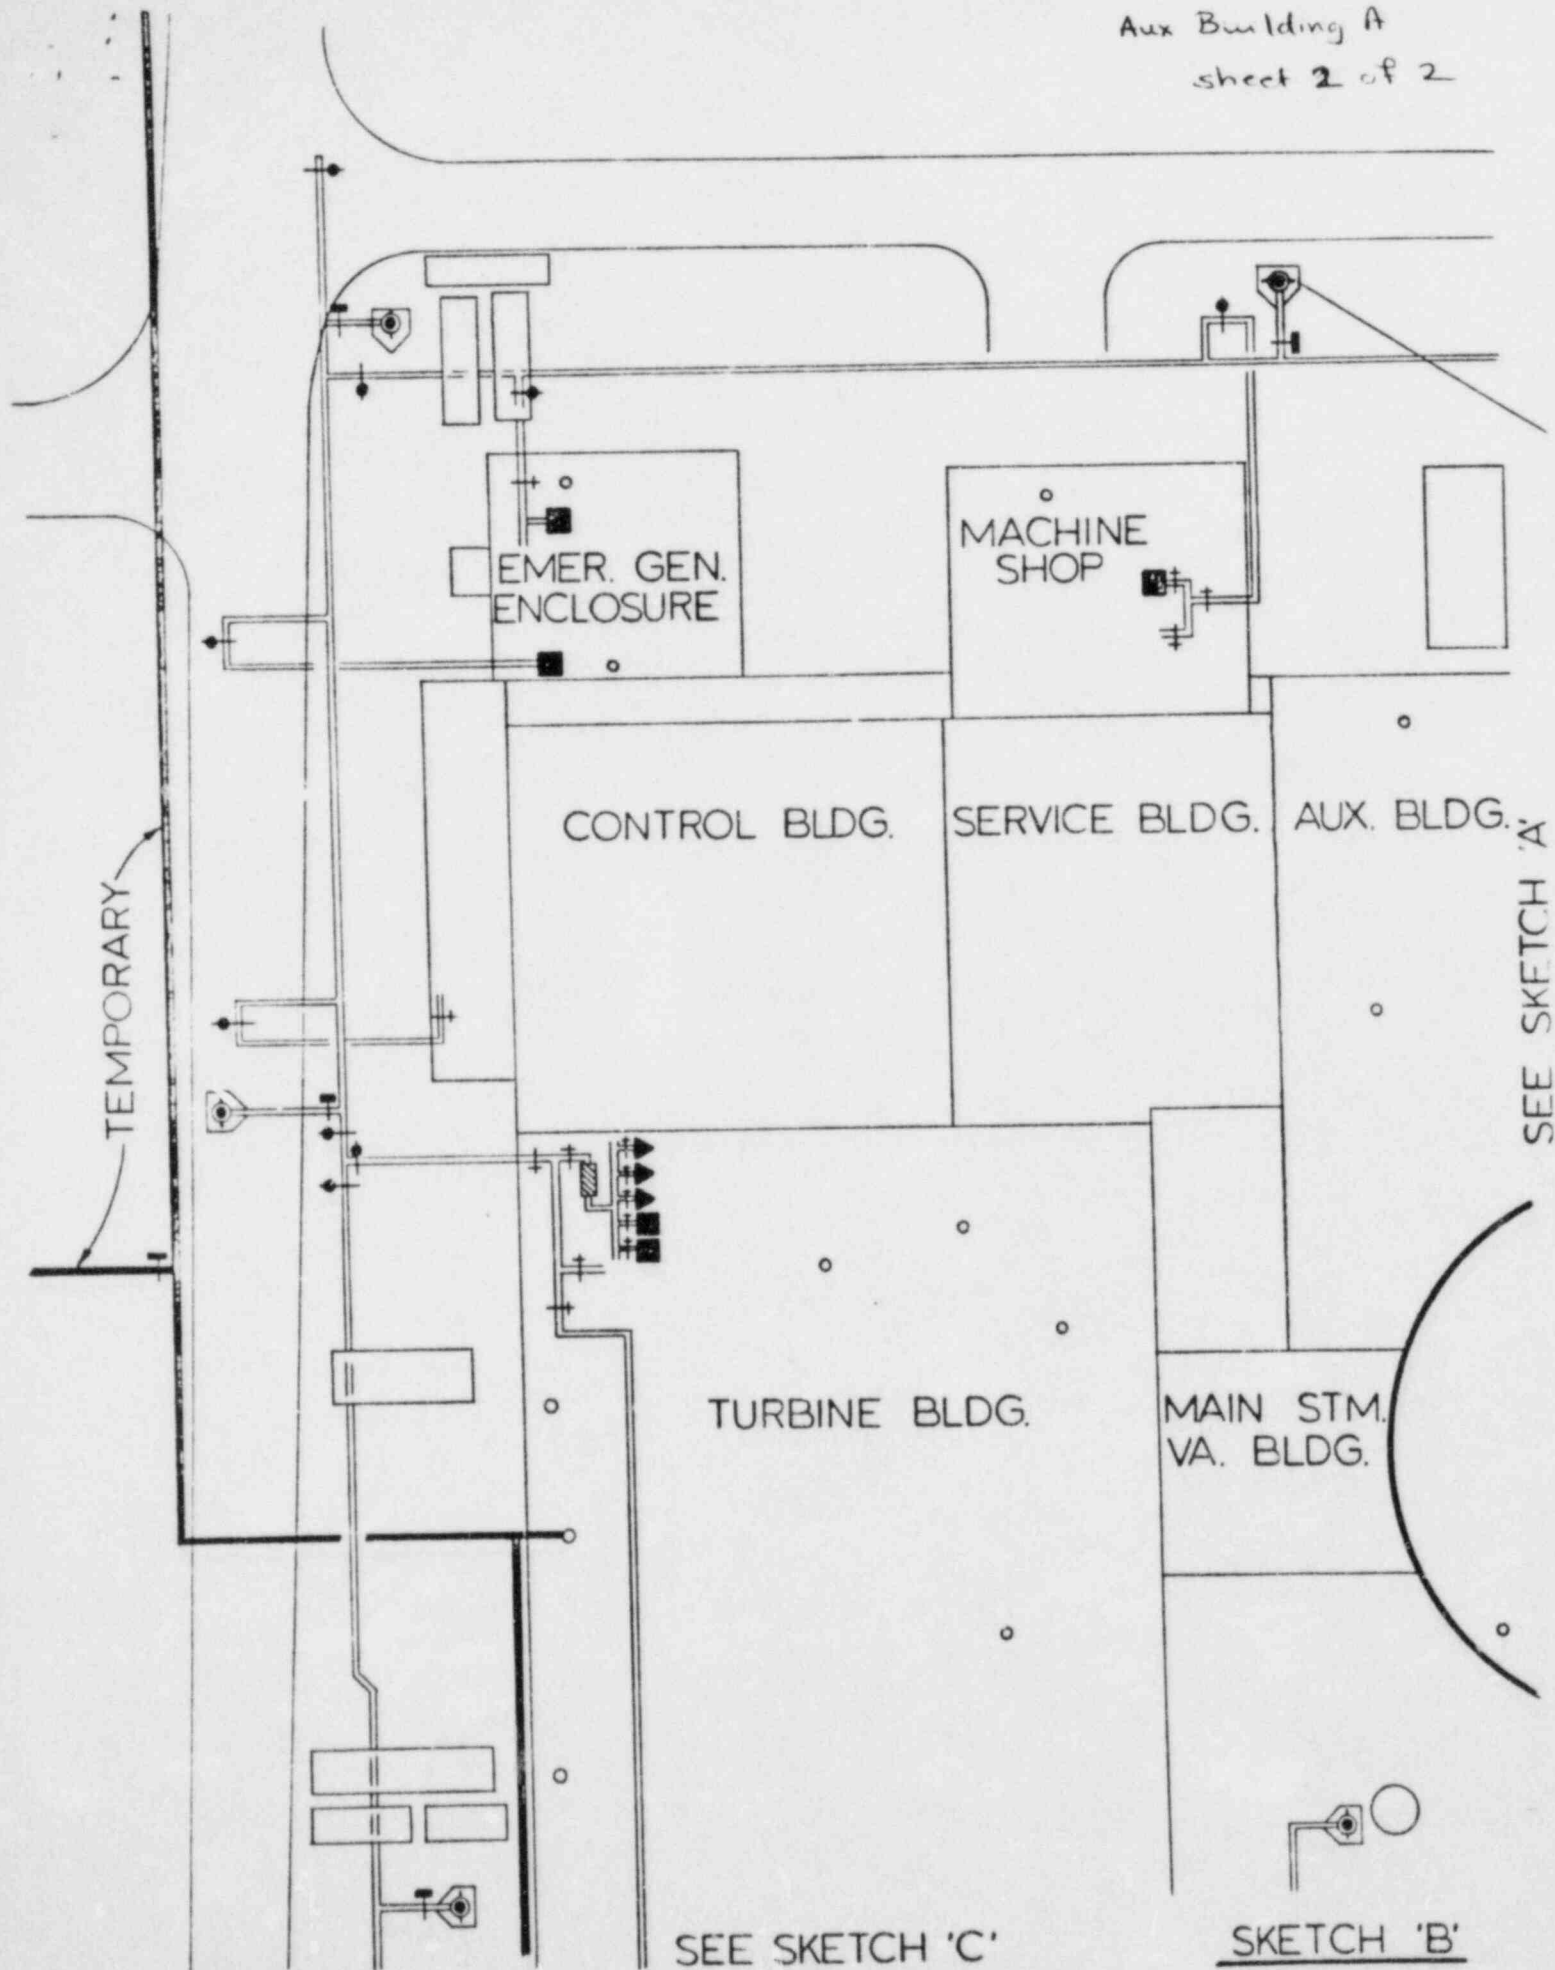 Aux Building A
sheet 2 of 2
EMER. GEN.
ENCLOSURE
MACHINE
SHOP
CONTROL BLDG.
SERVICE BLDG.
AUX. BLDG.
SEE SKETCH 'A'
TEMPORARY
TURBINE BLDG.
MAIN STM.
VA. BLDG.
SEE SKETCH 'C'
SKETCH 'B'